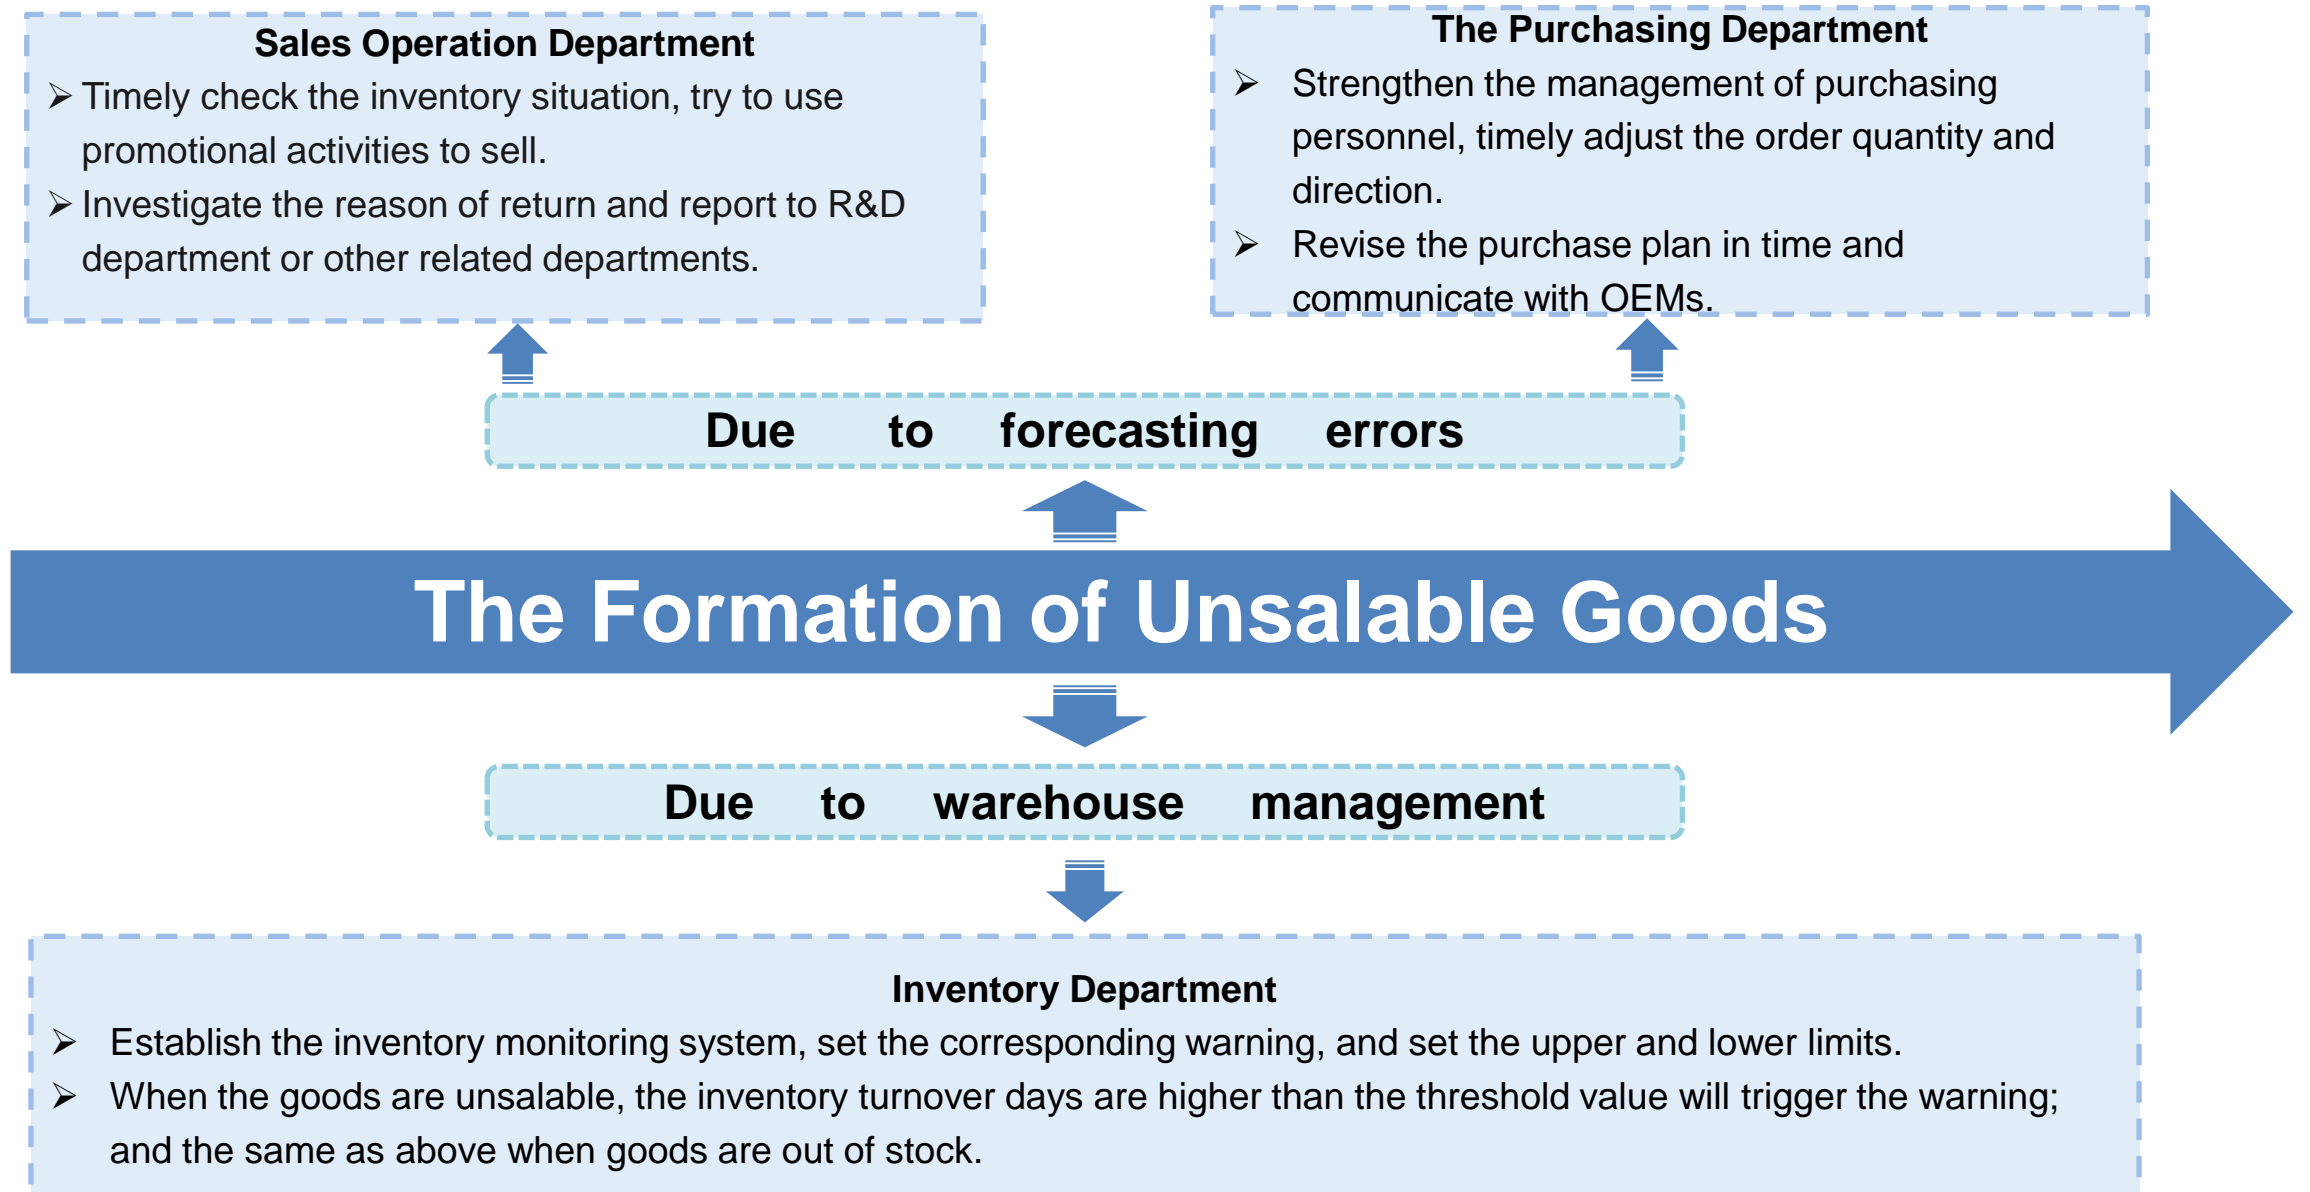 Sales Operation Department
➢ Timely check the inventory situation, try to use
promotional activities to sell.
➢ Investigate the reason of return and report to R&D
department or other related departments.
The Purchasing Department
➢ Strengthen the management of purchasing
personnel, timely adjust the order quantity and
direction.
➢ Revise the purchase plan in time and
communicate with OEMs.
Due to forecasting errors
The Formation of Unsalable Goods
Due to warehouse management
Inventory Department
➢ Establish the inventory monitoring system, set the corresponding warning, and set the upper and lower limits.
➢ When the goods are unsalable, the inventory turnover days are higher than the threshold value will trigger the warning;
and the same as above when goods are out of stock.